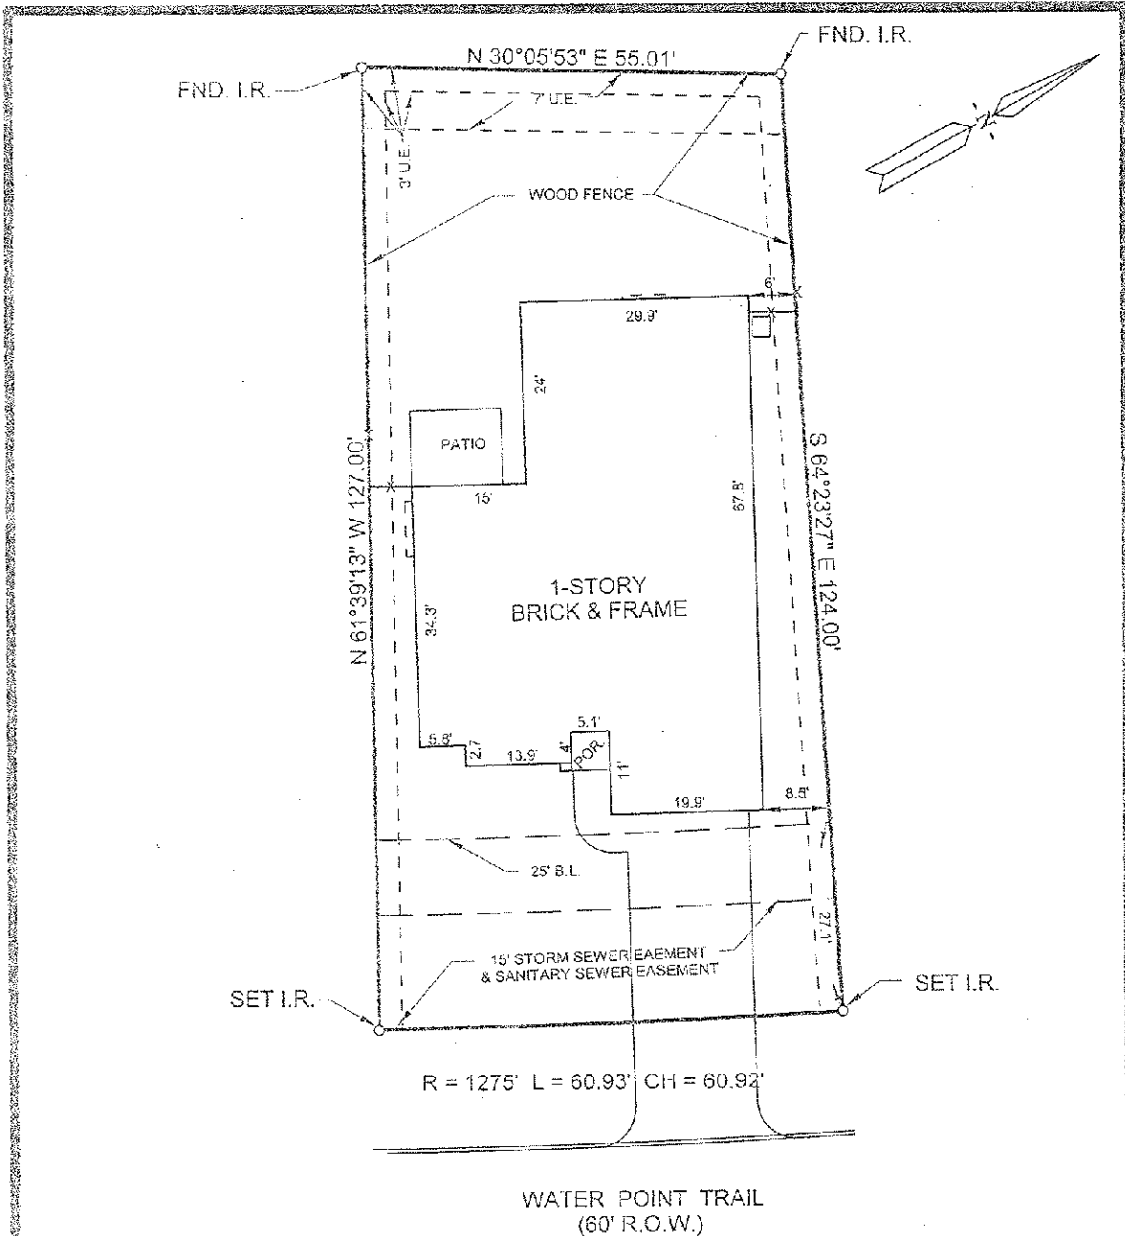 FND. I.R.
N 30°05'53" E 55.01'
FND. I.R.
7' U.E.
3' U.E.
N
WOOD FENCE
6'
29.9'
24'
PATIO
15'
N 61°39'13" W 127.00'
S 64°23'27" E 124.00'
67.8'
1-STORY
BRICK & FRAME
34.3'
5.1'
5.8'
2.7
4'
POR.
13.9'
11'
19.9'
8.5'
25' B.L.
27.1'
15' STORM SEWER EAEMENT
& SANITARY SEWER EASEMENT
SET I.R.
SET I.R.
R = 1275' L = 60.93' CH = 60.92'
WATER POINT TRAIL
(60' R.O.W.)